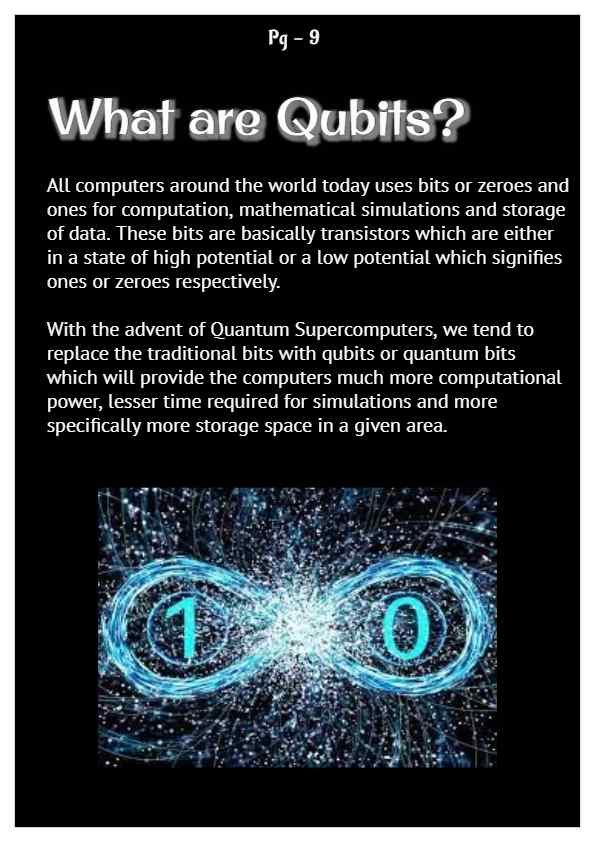 Pg - 9
What are Qubits?
All computers around the world today uses bits or zeroes and
ones for computation, mathematical simulations and storage
of data. These bits are basically transistors which are either
in a state of high potential or a low potential which signifies
ones or zeroes respectively.
With the advent of Quantum Supercomputers, we tend to
replace the traditional bits with qubits or quantum bits
which will provide the computers much more computational
power, lesser time required for simulations and more
specifically more storage space in a given area.
1 0